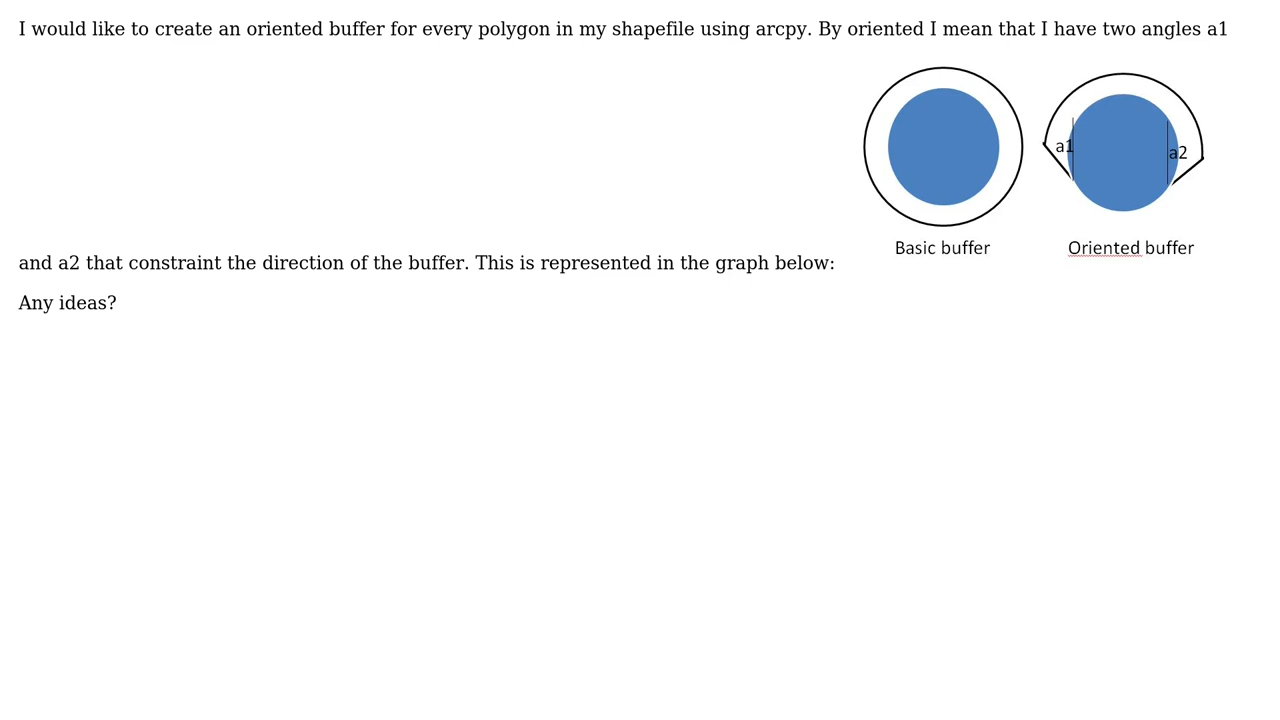 I would like to create an oriented buffer for every polygon in my shapefile using arcpy. By oriented I mean that I have two angles a1
a1
a2
Basic buffer
Oriented buffer
and a2 that constraint the direction of the buffer. This is represented in the graph below:
Any ideas?